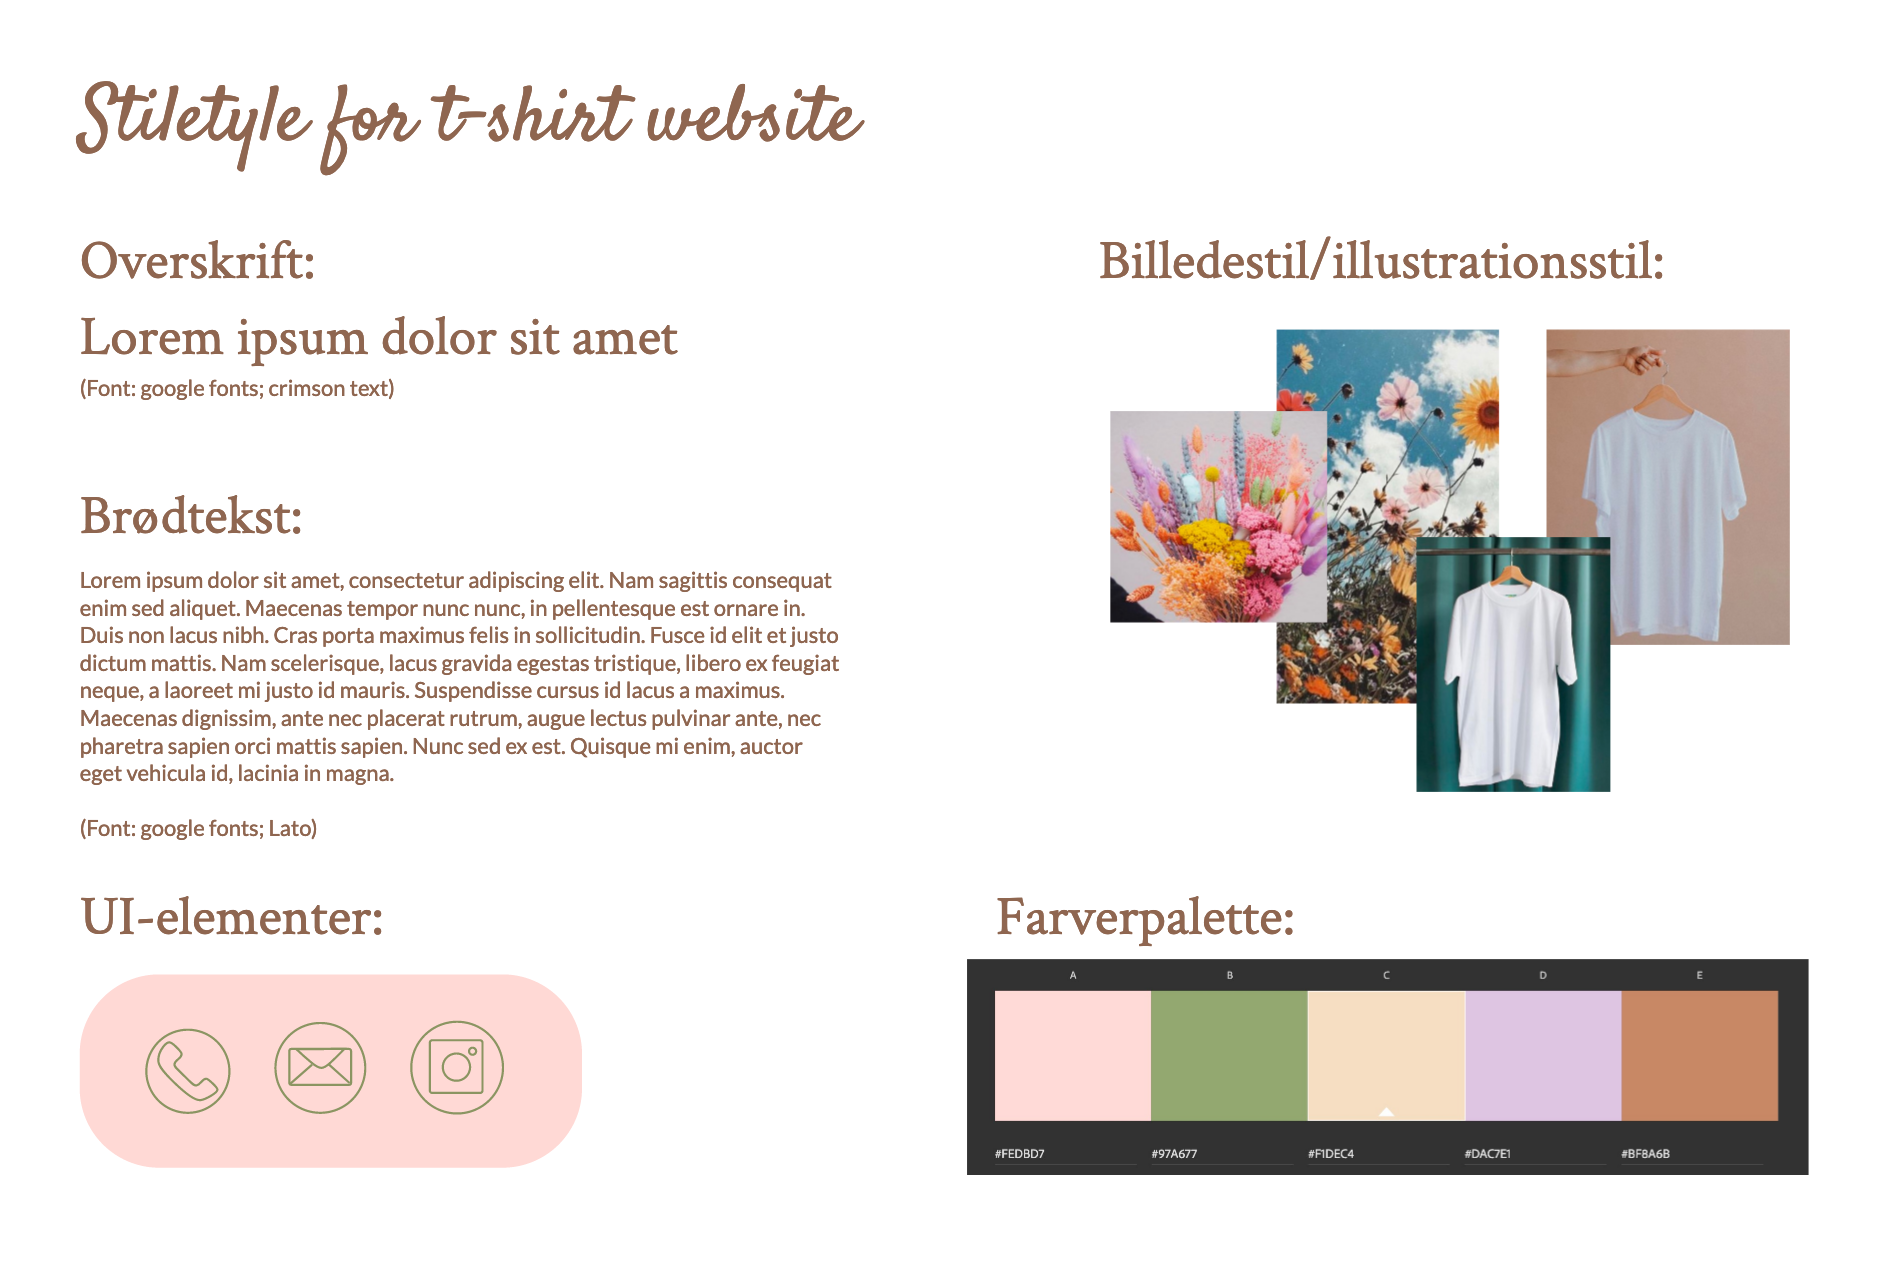 Stiletyle for t-shirt website
Overskrift:
Lorem ipsum dolor sit amet
(Font: google fonts; crimson text)
Brødtekst:
Lorem ipsum dolor sit amet, consectetur adipiscing elit. Nam sagittis consequat
enim sed aliquet. Maecenas tempor nunc nunc, in pellentesque est ornare in.
Duis non lacus nibh. Cras porta maximus felis in sollicitudin. Fusce id elit et justo
dictum mattis. Nam scelerisque, lacus gravida egestas tristique, libero ex feugiat
neque, a laoreet mi justo id mauris. Suspendisse cursus id lacus a maximus.
Maecenas dignissim, ante nec placerat rutrum, augue lectus pulvinar ante, nec
pharetra sapien orci mattis sapien. Nunc sed ex est. Quisque mi enim, auctor
eget vehicula id, lacinia in magna.
(Font: google fonts; Lato)
UI-elementer:
Billedestil/illustrationsstil:
Farverpalette:
A B C D E
#FEDBD7 #97A677 #F1DEC4 #DAC7E1 #BF8A6B